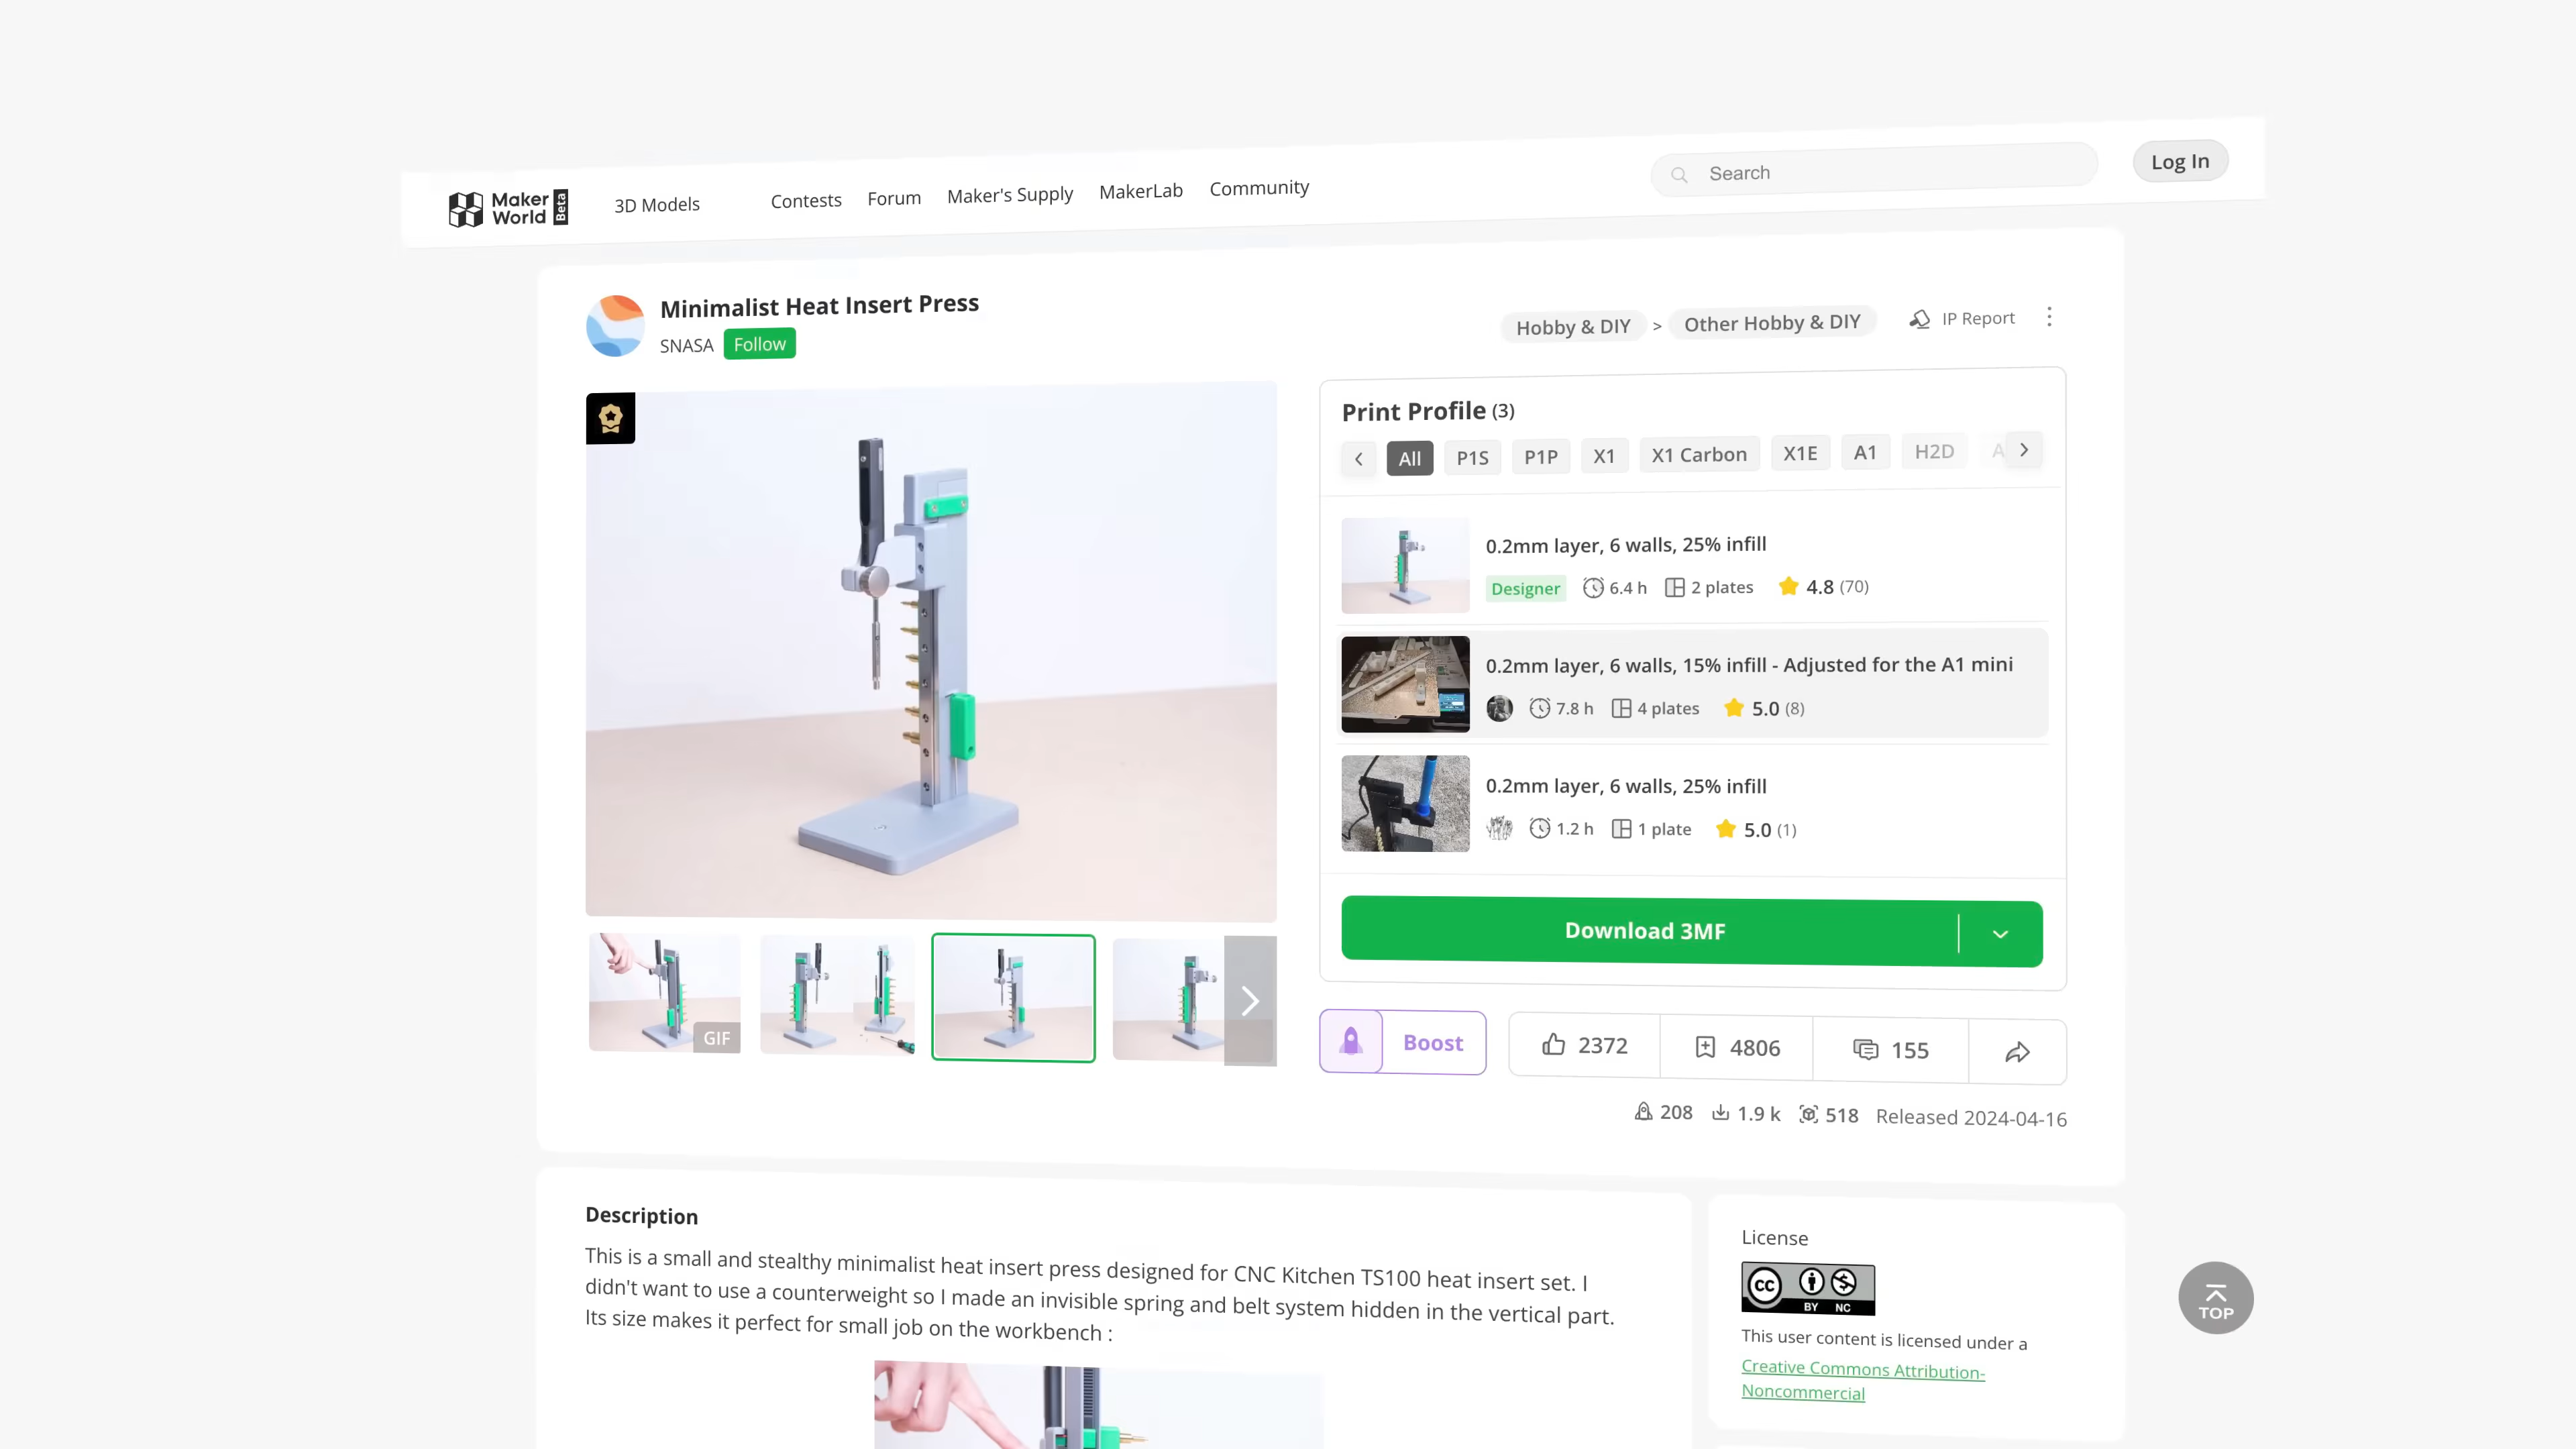 Maker World Beta
3D Models
Contests
Forum
Maker's Supply
MakerLab
Community
Search
Log In
Minimalist Heat Insert Press
SNASA
Follow
Hobby & DIY > Other Hobby & DIY
IP Report
Print Profile (3)
All
P1S
P1P
X1
X1 Carbon
X1E
A1
H2D
A
0.2mm layer, 6 walls, 25% infill
Designer
6.4 h
2 plates
4.8 (70)
0.2mm layer, 6 walls, 15% infill - Adjusted for the A1 mini
7.8 h
4 plates
5.0 (8)
0.2mm layer, 6 walls, 25% infill
1.2 h
1 plate
5.0 (1)
Download 3MF
GIF
Boost
2372
4806
155
208
1.9 k
518
Released 2024-04-16
Description
This is a small and stealthy minimalist heat insert press designed for CNC Kitchen TS100 heat insert set. I
didn't want to use a counterweight so I made an invisible spring and belt system hidden in the vertical part.
Its size makes it perfect for small job on the workbench :
License
CC BY NC
This user content is licensed under a
Creative Commons Attribution-
Noncommercial
TOP